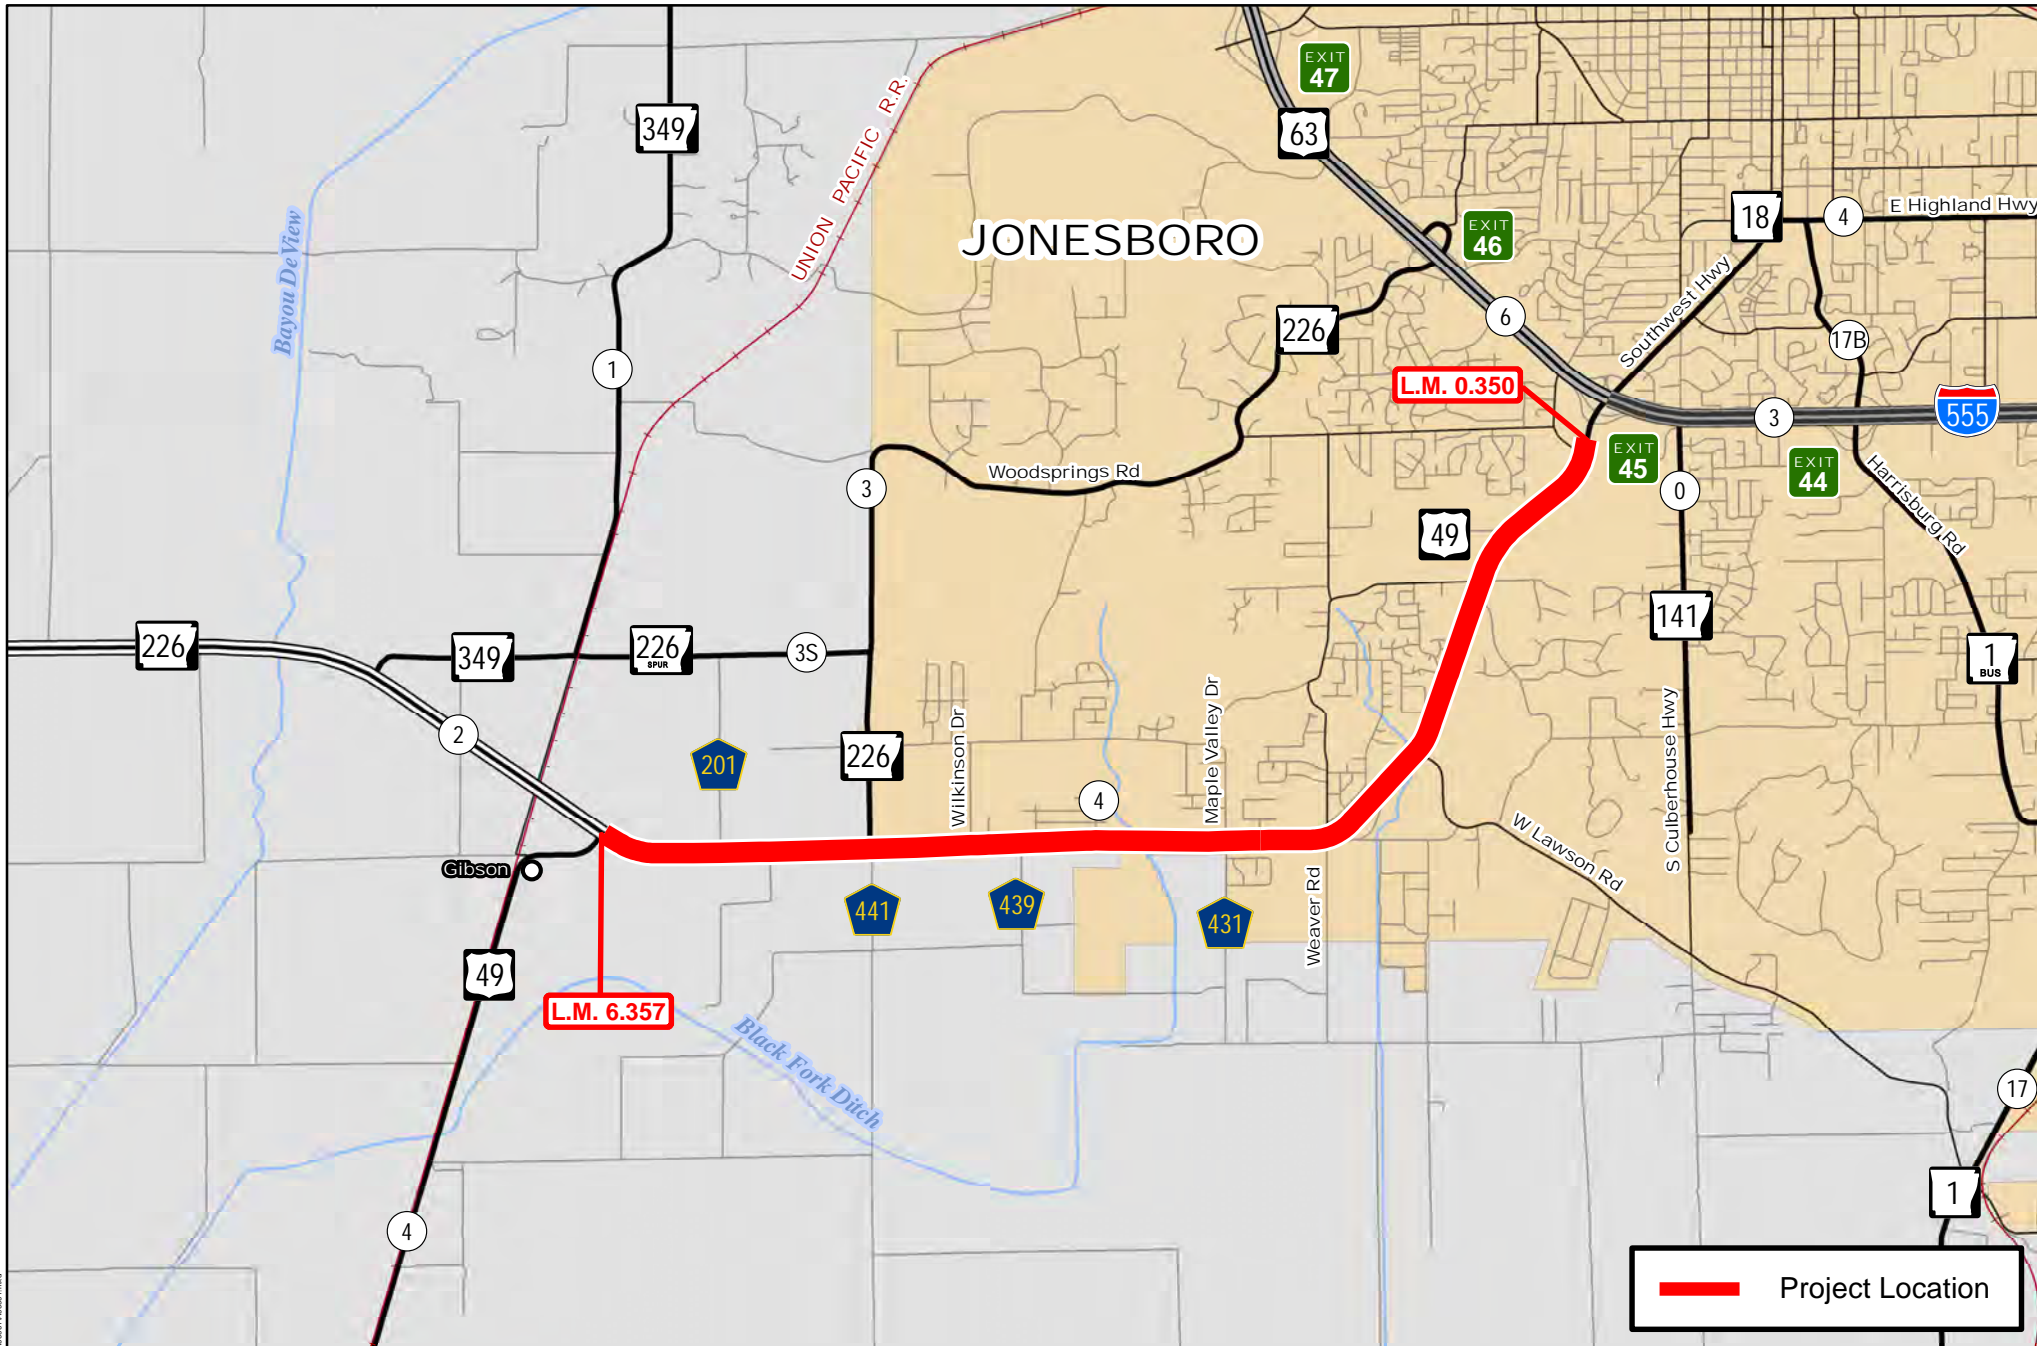 EXIT
47
63
349
UNION PACIFIC R.R.
18
4
E Highland Hwy
Bayou De View
JONESBORO
EXIT
46
226
6
Southwest Hwy
17B
1
L.M. 0.350
3
555
Woodsprings Rd
3
EXIT
45
0
EXIT
44
Harrisburg Rd
49
141
226
349
226
SPUR
3S
1
BUS
2
201
226
Wilkinson Dr
4
Maple Valley Dr
S Culberhouse Hwy
Gibson
W Lawson Rd
441
439
431
Weaver Rd
49
L.M. 6.357
Black Fork Ditch
17
1
4
Project Location